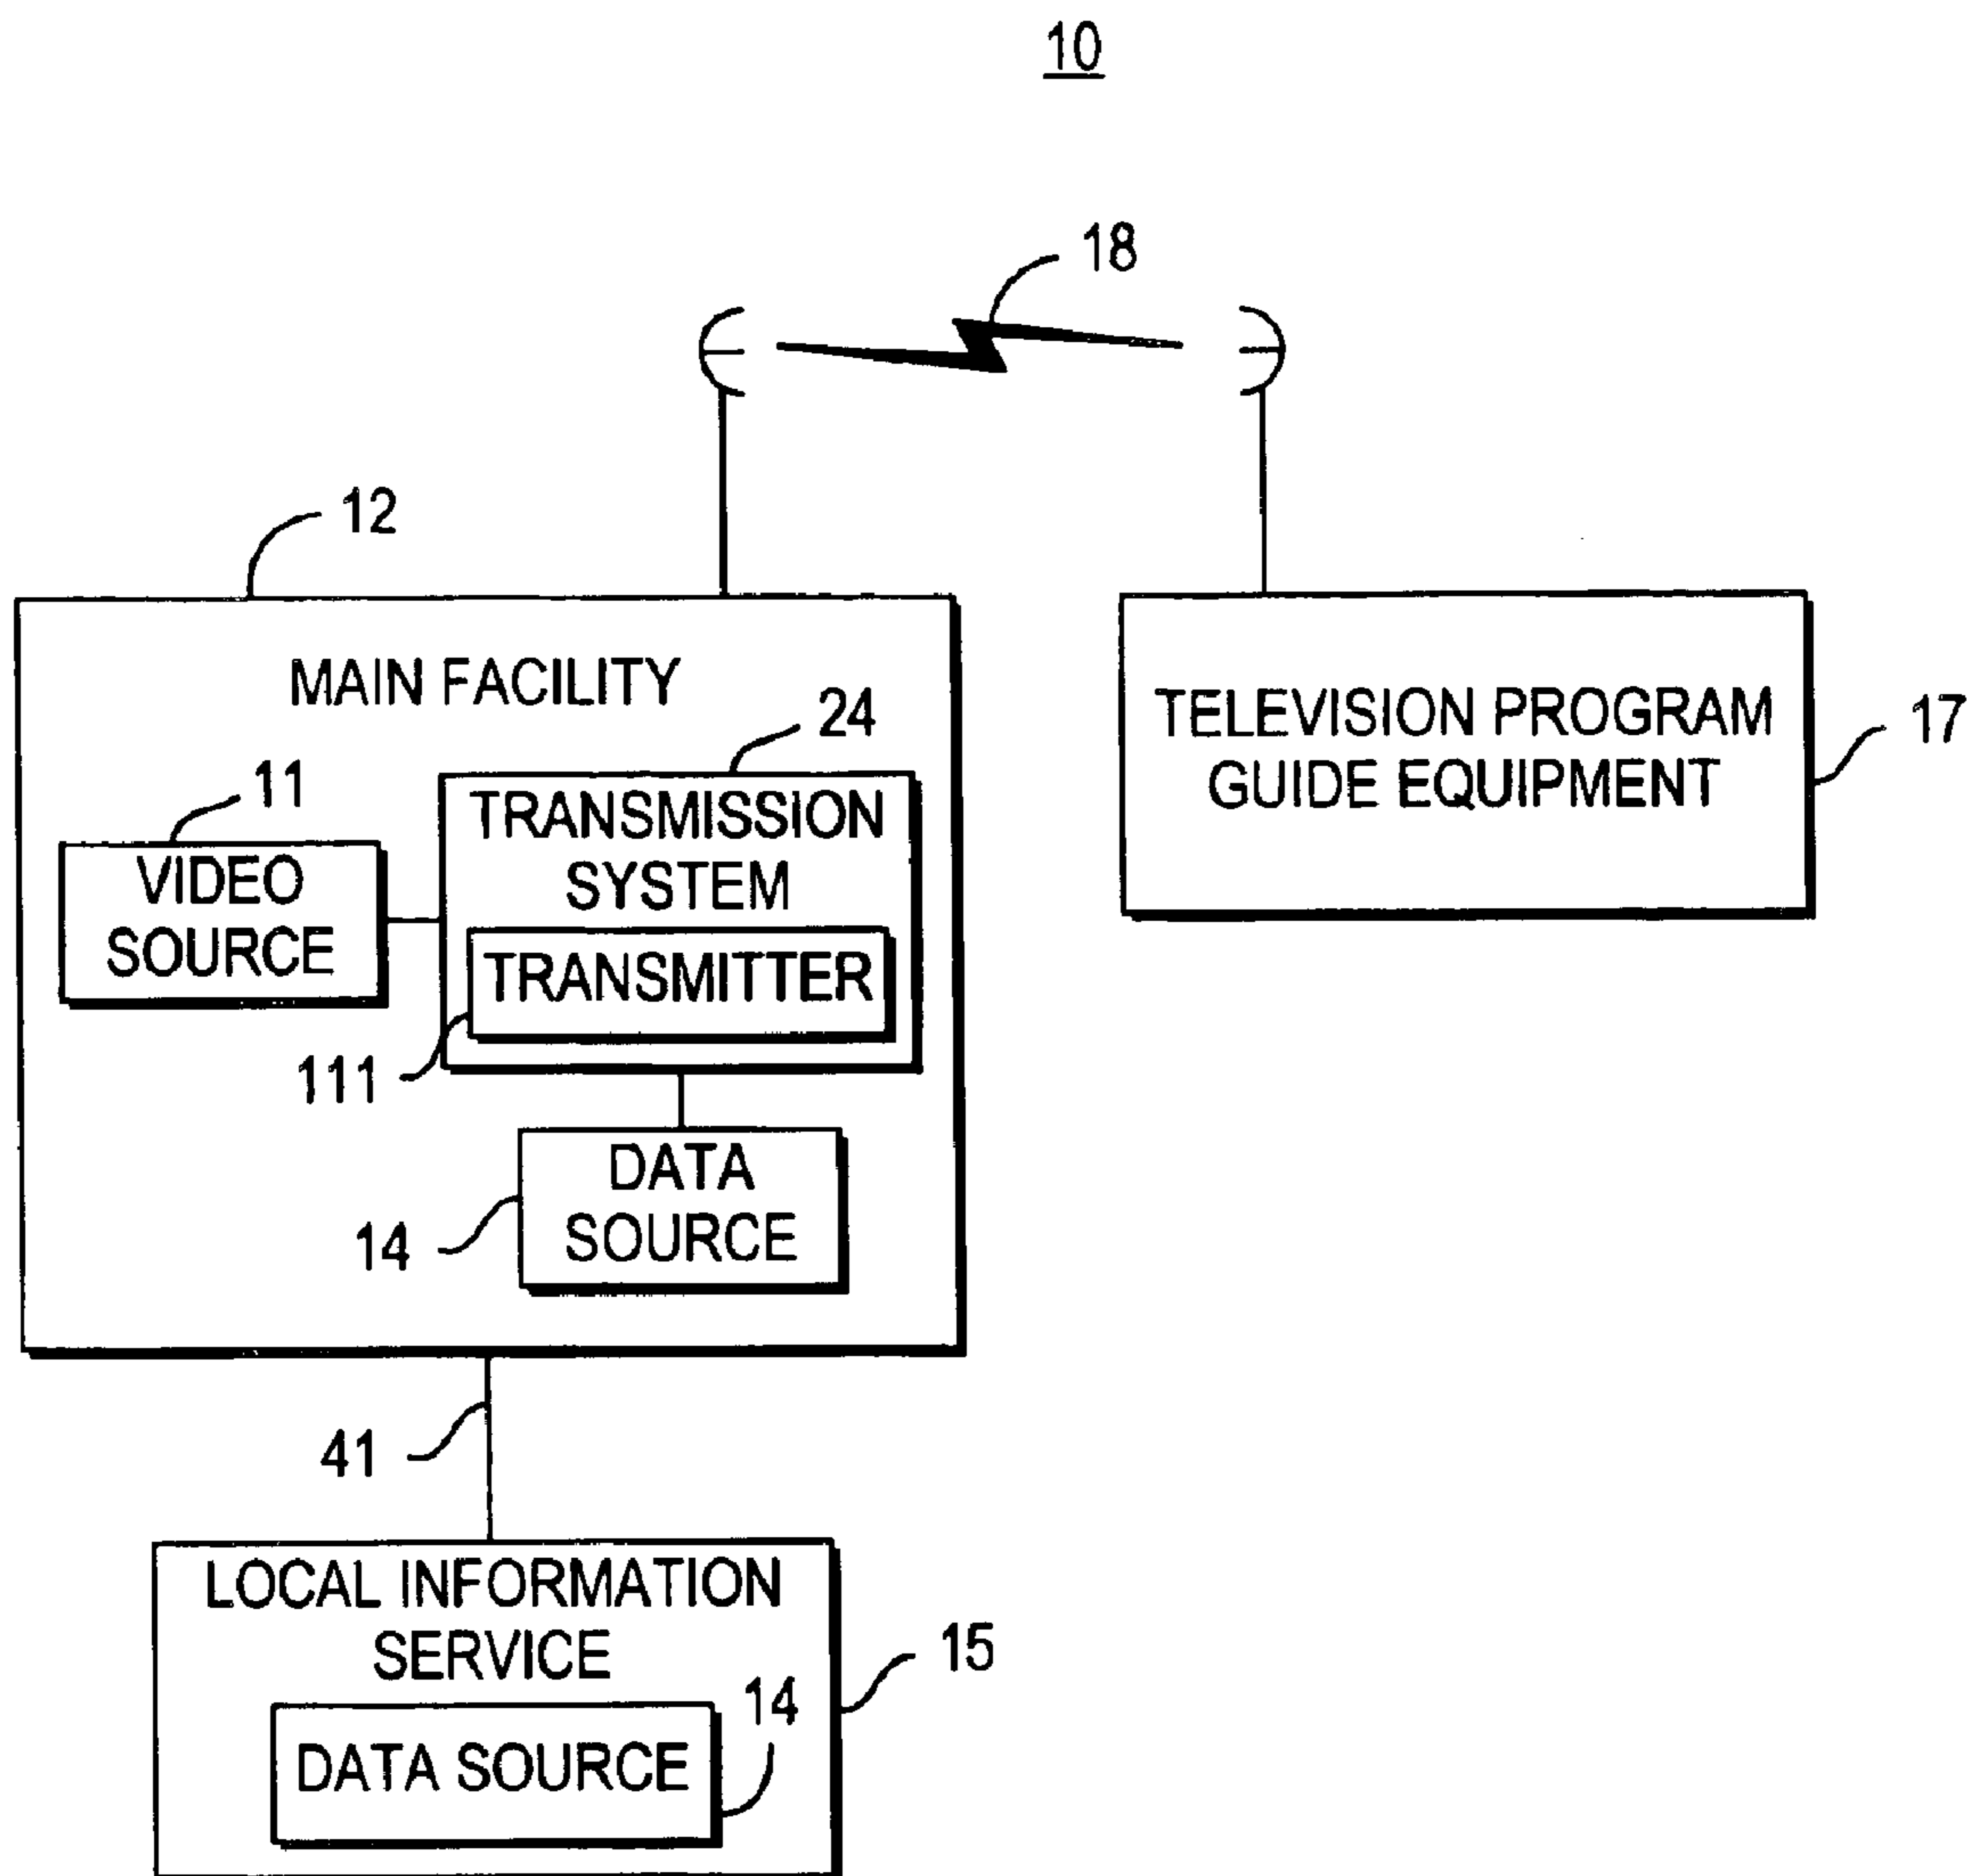 10
18
12
MAIN FACILITY
24
11
TRANSMISSION
SYSTEM
VIDEO
SOURCE
TRANSMITTER
111
DATA
SOURCE
14
TELEVISION PROGRAM
GUIDE EQUIPMENT
17
41
LOCAL INFORMATION
SERVICE
15
14
DATA SOURCE